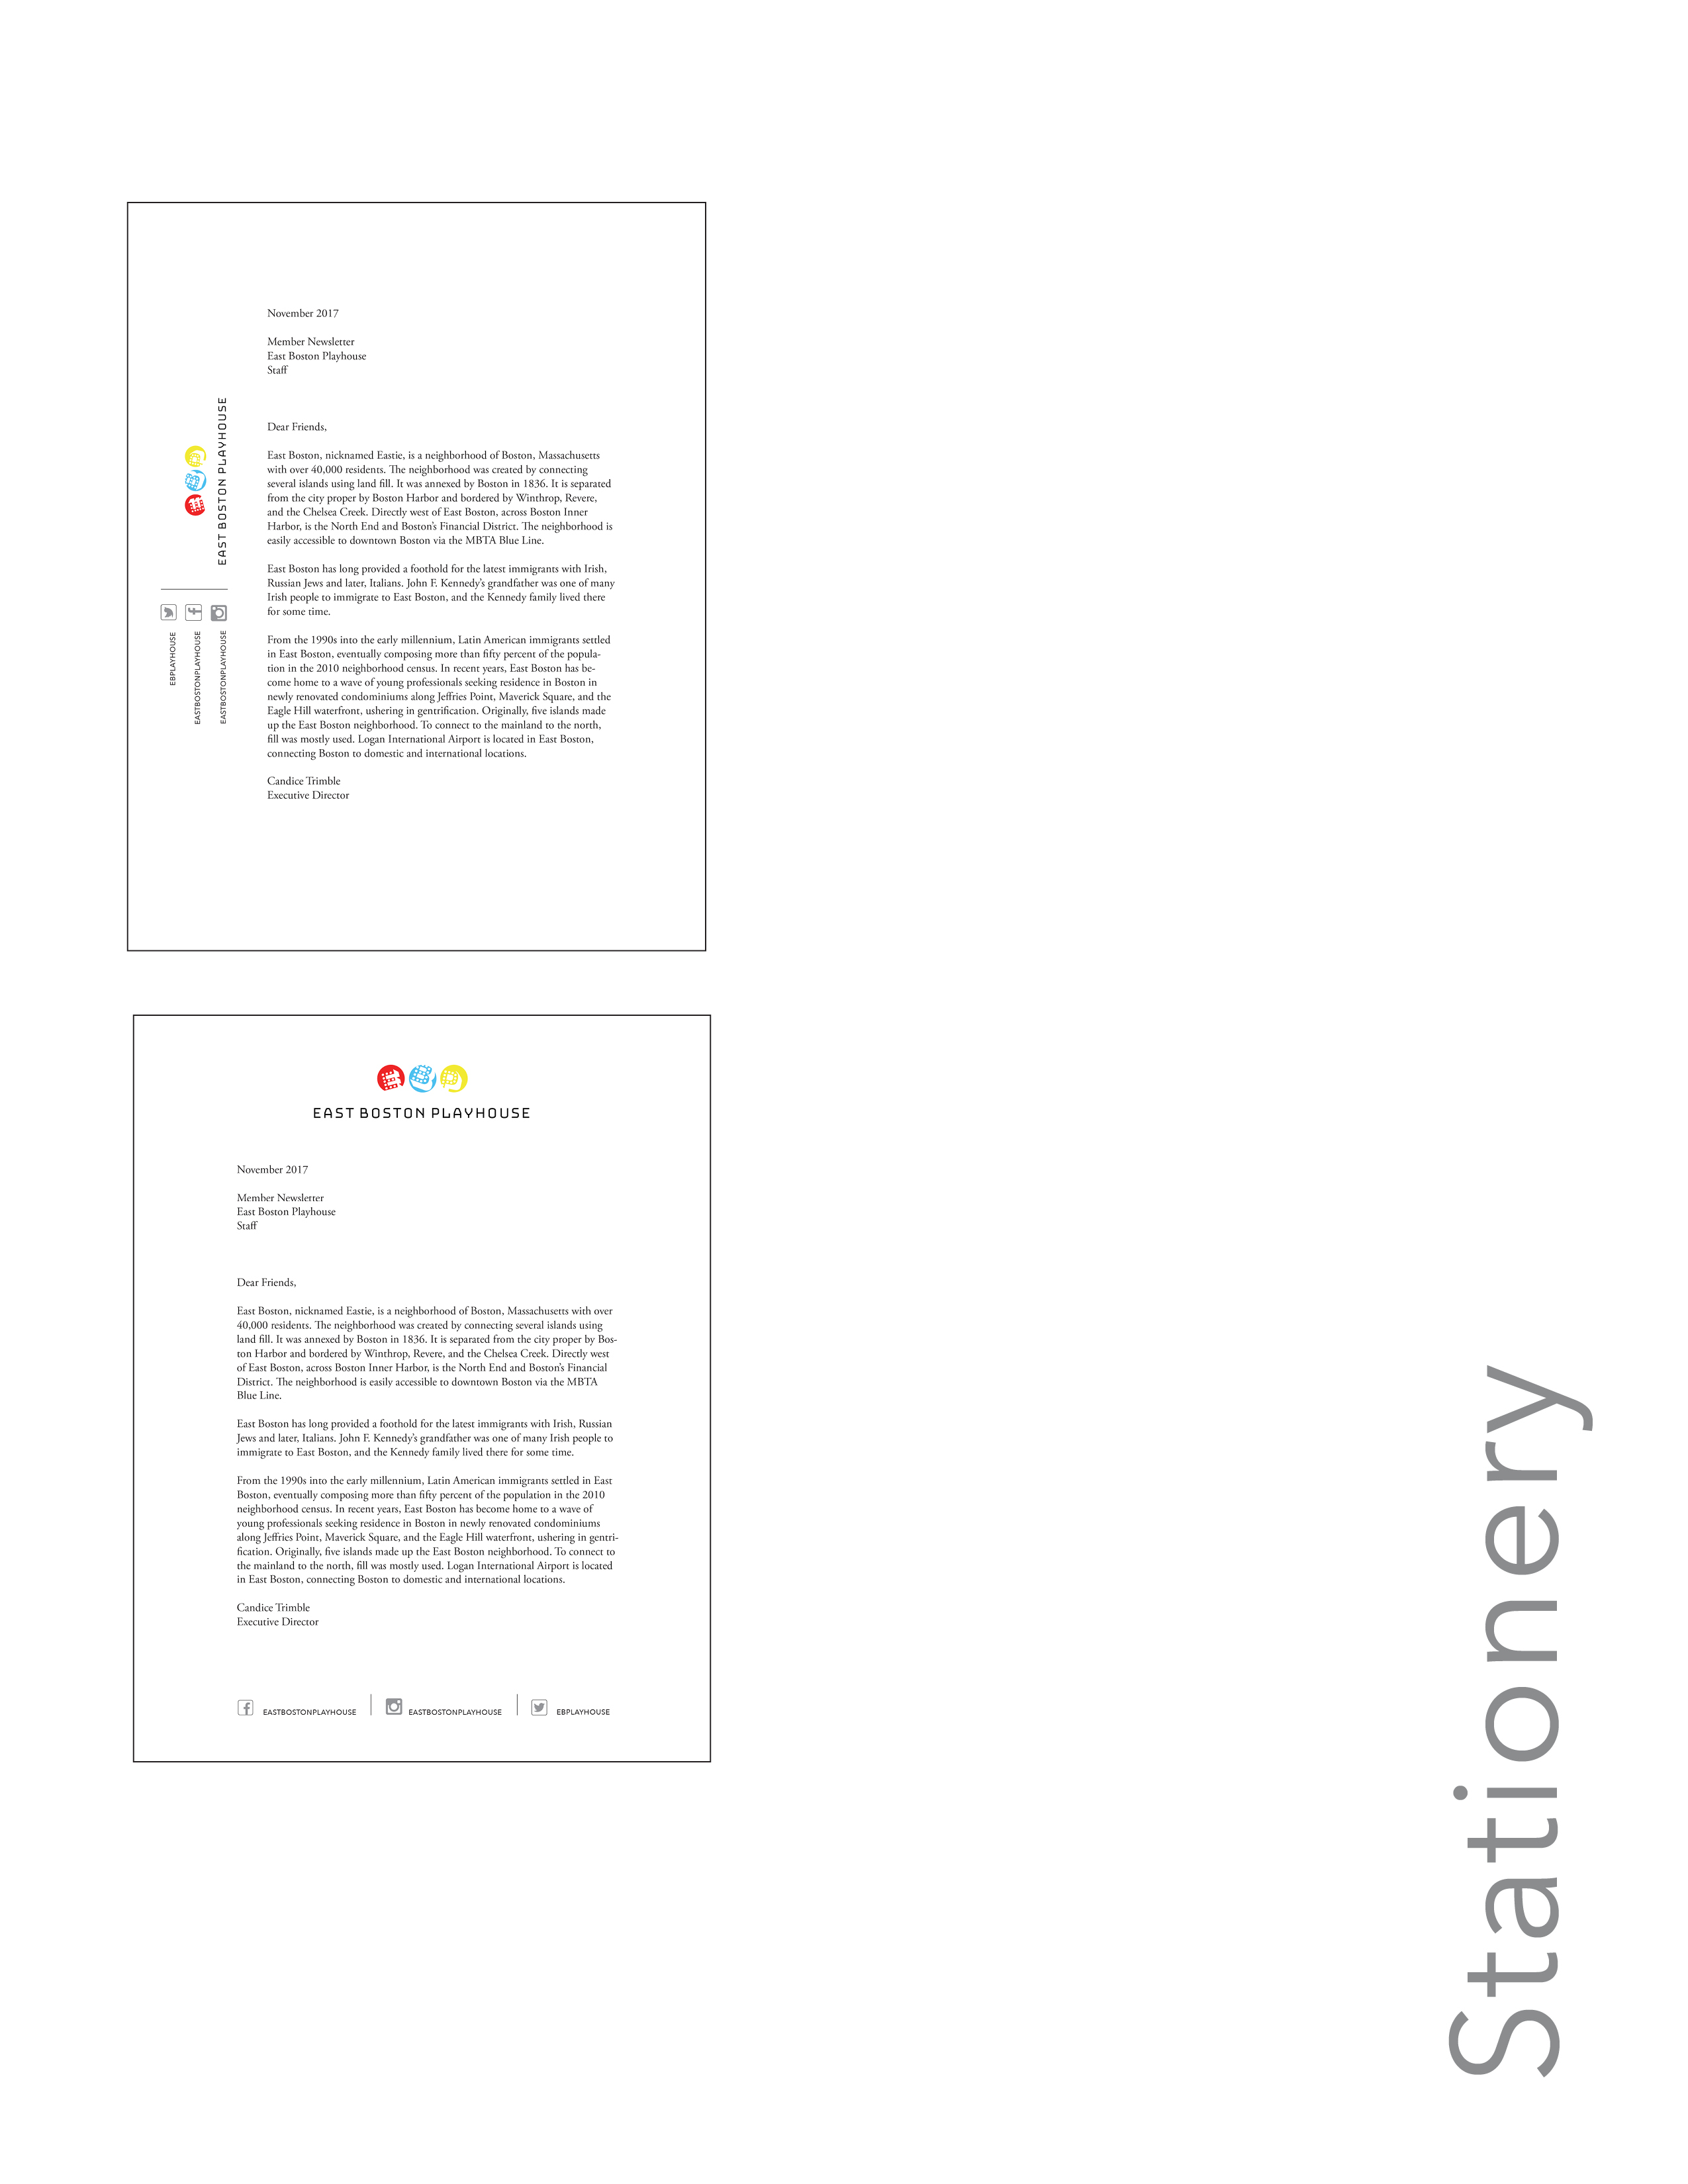 November 2017
Member Newsletter
East Boston Playhouse
Staff
EAST BOSTON PLAYHOUSE
EBPLAYHOUSE
EASTBOSTONPLAYHOUSE
EASTBOSTONPLAYHOUSE
Dear Friends,
East Boston, nicknamed Eastie, is a neighborhood of Boston, Massachusetts
with over 40,000 residents. The neighborhood was created by connecting
several islands using land fill. It was annexed by Boston in 1836. It is separated
from the city proper by Boston Harbor and bordered by Winthrop, Revere,
and the Chelsea Creek. Directly west of East Boston, across Boston Inner
Harbor, is the North End and Boston's Financial District. The neighborhood is
easily accessible to downtown Boston via the MBTA Blue Line.
East Boston has long provided a foothold for the latest immigrants with Irish,
Russian Jews and later, Italians. John F. Kennedy's grandfather was one of many
Irish people to immigrate to East Boston, and the Kennedy family lived there
for some time.
From the 1990s into the early millennium, Latin American immigrants settled
in East Boston, eventually composing more than fifty percent of the popula-
tion in the 2010 neighborhood census. In recent years, East Boston has be-
come home to a wave of young professionals seeking residence in Boston in
newly renovated condominiums along Jeffries Point, Maverick Square, and the
Eagle Hill waterfront, ushering in gentrification. Originally, five islands made
up the East Boston neighborhood. To connect to the mainland to the north,
fill was mostly used. Logan International Airport is located in East Boston,
connecting Boston to domestic and international locations.
Candice Trimble
Executive Director
EBP
EAST BOSTON PLAYHOUSE
November 2017
Member Newsletter
East Boston Playhouse
Staff
Dear Friends,
East Boston, nicknamed Eastie, is a neighborhood of Boston, Massachusetts with over
40,000 residents. The neighborhood was created by connecting several islands using
land fill. It was annexed by Boston in 1836. It is separated from the city proper by Bos-
ton Harbor and bordered by Winthrop, Revere, and the Chelsea Creek. Directly west
of East Boston, across Boston Inner Harbor, is the North End and Boston's Financial
District. The neighborhood is easily accessible to downtown Boston via the MBTA
Blue Line.
East Boston has long provided a foothold for the latest immigrants with Irish, Russian
Jews and later, Italians. John F. Kennedy's grandfather was one of many Irish people to
immigrate to East Boston, and the Kennedy family lived there for some time.
From the 1990s into the early millennium, Latin American immigrants settled in East
Boston, eventually composing more than fifty percent of the population in the 2010
neighborhood census. In recent years, East Boston has become home to a wave of
young professionals seeking residence in Boston in newly renovated condominiums
along Jeffries Point, Maverick Square, and the Eagle Hill waterfront, ushering in gentri-
fication. Originally, five islands made up the East Boston neighborhood. To connect to
the mainland to the north, fill was mostly used. Logan International Airport is located
in East Boston, connecting Boston to domestic and international locations.
Candice Trimble
Executive Director
EASTBOSTONPLAYHOUSE EASTBOSTONPLAYHOUSE EBPLAYHOUSE
Stationery